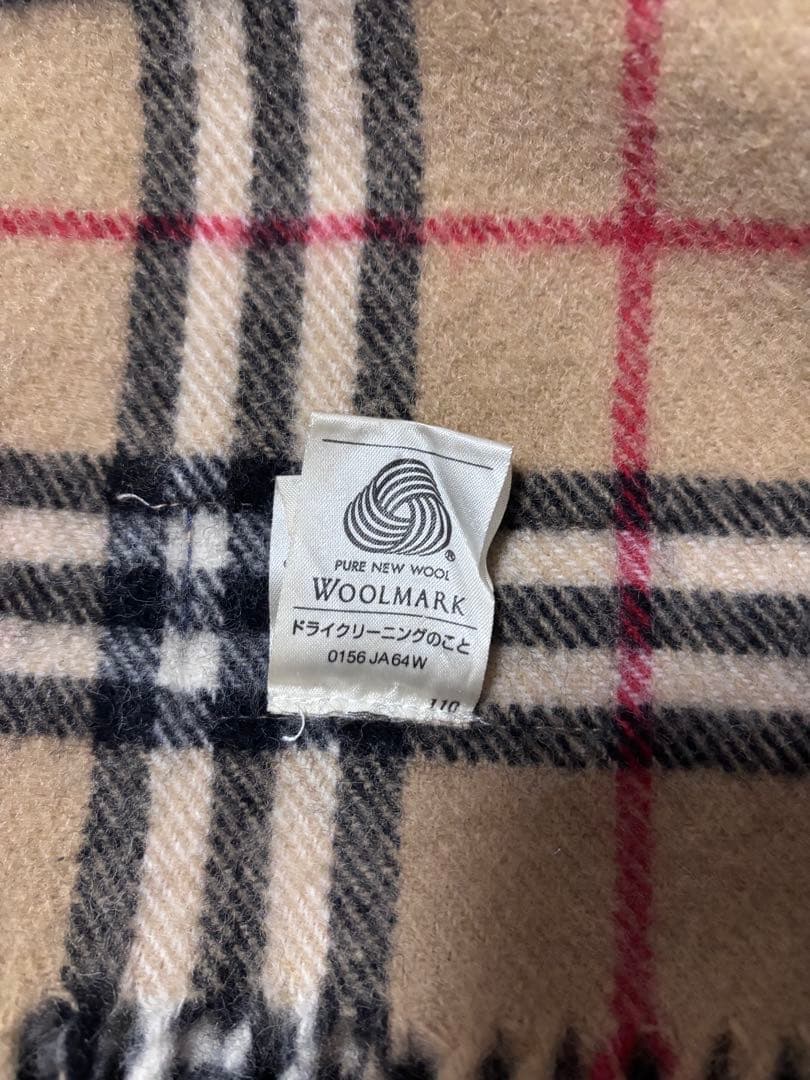 ®
PURE NEW WOOL
WOOLMARK
ドライクリーニングのこと
0156 JA64W
110